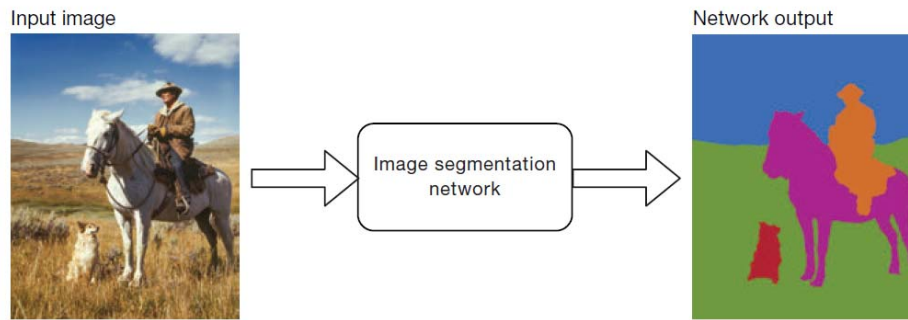 Input image
Network output
Image segmentation
network